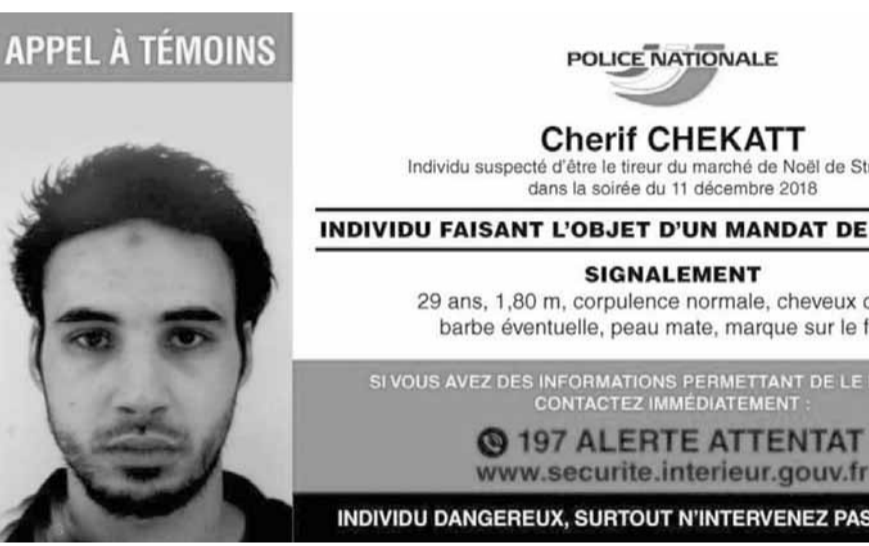 APPEL À TÉMOINS
POLICE NATIONALE
Cherif CHEKATT
Individu suspecté d'être le tireur du marché de Noël de
dans la soirée du 11 décembre 2018
INDIVIDU FAISANT L'OBJET D'UN MANDAT DE
SIGNALEMENT
29 ans, 1,80 m, corpulence normale, cheveux
barbe éventuelle, peau mate, marque sur le
SI VOUS AVEZ DES INFORMATIONS PERMETTANT DE LE
CONTACTEZ IMMÉDIATEMENT :
197 ALERTE ATTENTAT
www.securite.interieur.gouv.fr
INDIVIDU DANGEREUX, SURTOUT N'INTERVENEZ PAS